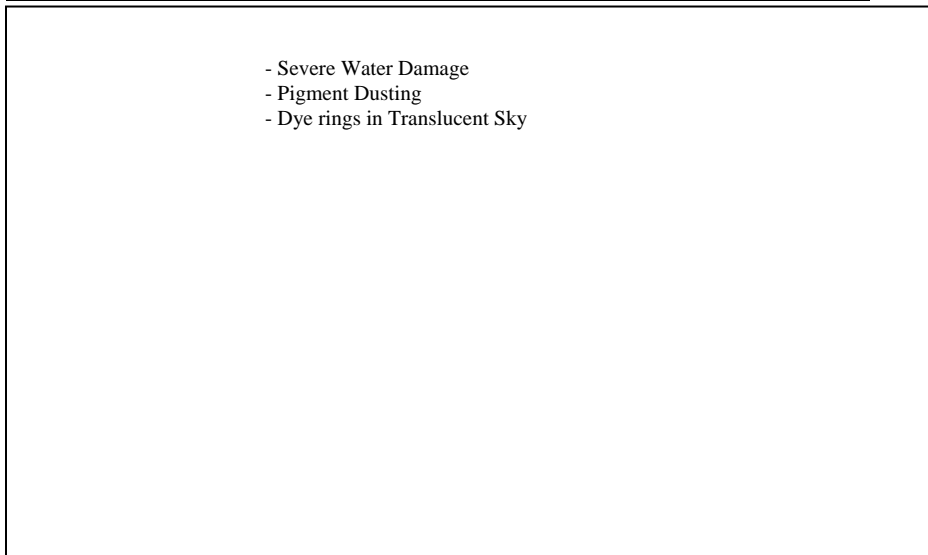 - Severe Water Damage
- Pigment Dusting
- Dye rings in Translucent Sky